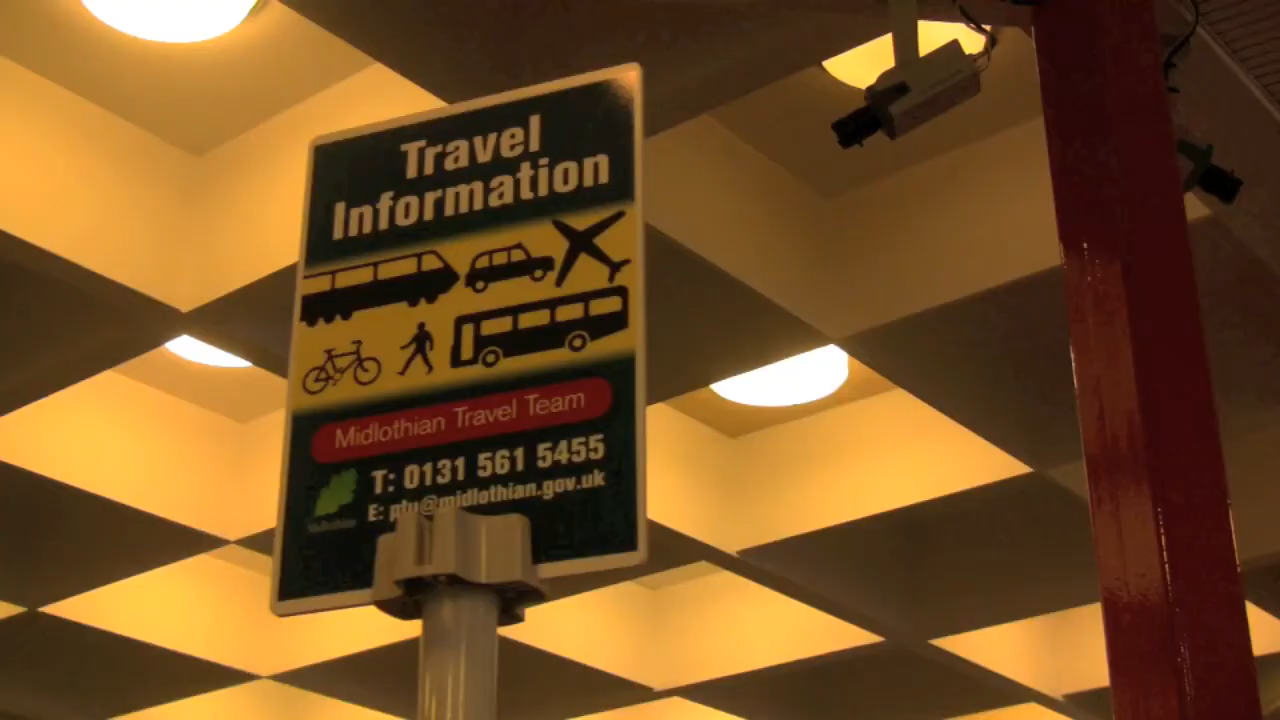 Travel
Information
Midlothian Travel Team
T: 0131 561 5455
E: ptu@midlothian.gov.uk